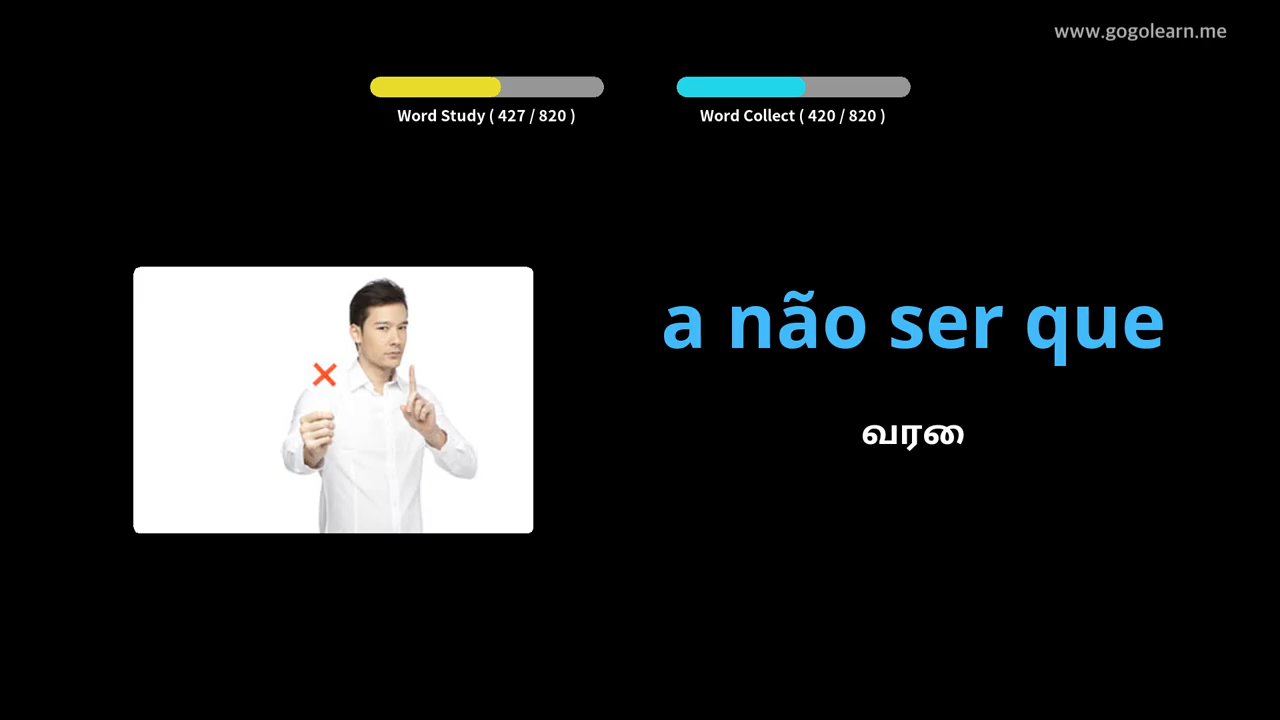 www.gogolearn.me
Word Study ( 427 / 820 )
Word Collect ( 420 / 820 )
a não ser que
வரை